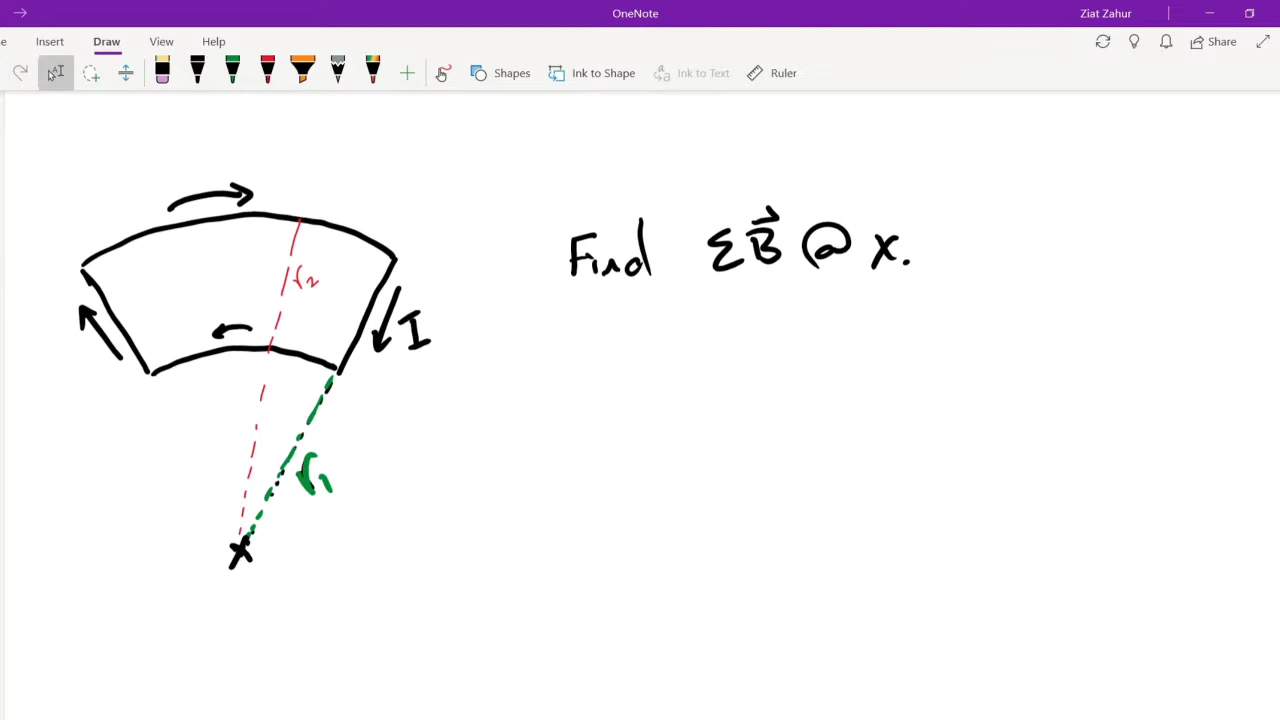 OneNote
Ziat Zahur
Insert Draw View Help
Share
Shapes Ink to Shape Ink to Text Ruler
Find Σ B⃗ @ x.
r₂
I
r₁
x